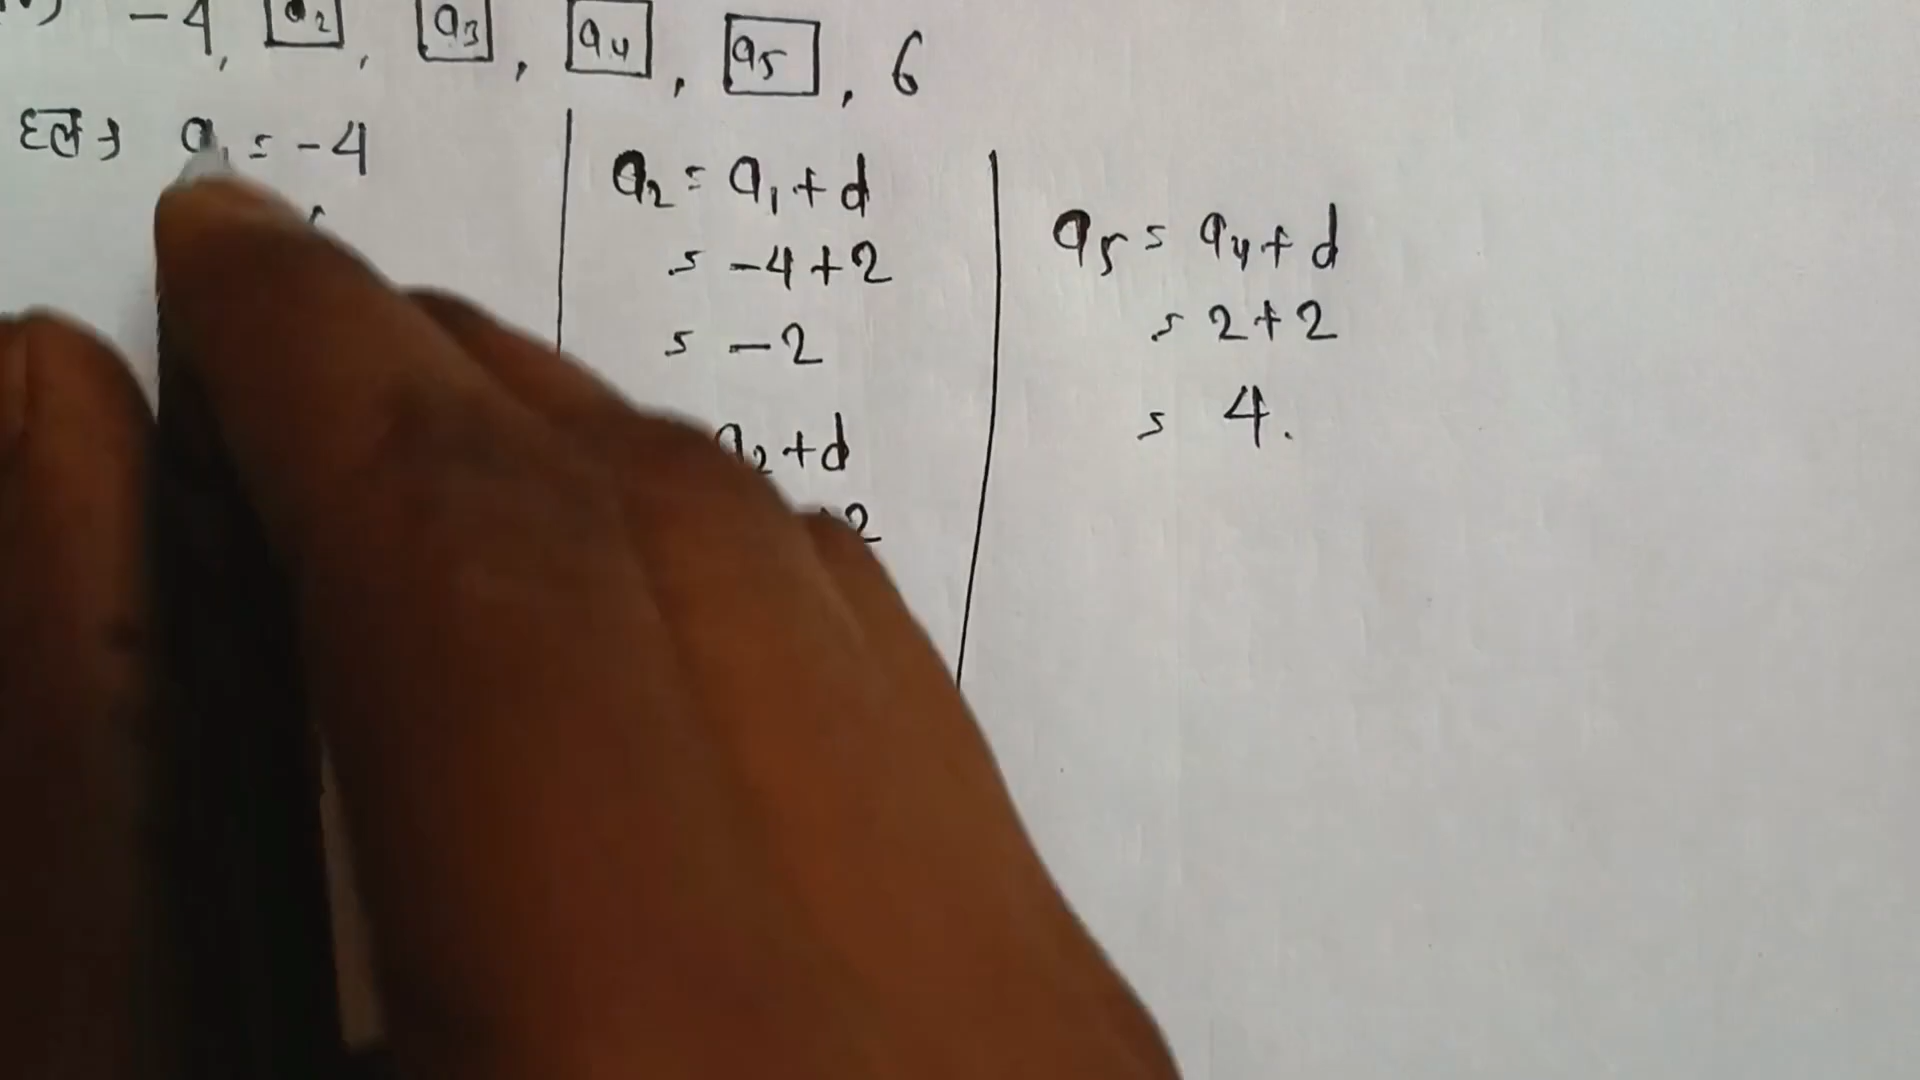 -4, a2, a3, a4, a5, 6
हल→ a1 = -4
a2 = a1 + d
= -4 + 2
= -2
a2 + d
2
a5 = a4 + d
= 2 + 2
= 4.